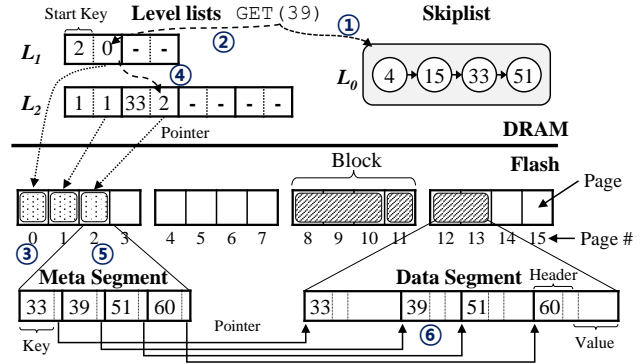 Start Key Level lists GET(39) Skiplist
① ②
L1 2 0 - -
④
L0 4 15 33 51
L2 1 1 33 2 - - - -
Pointer DRAM
Flash
Block
Page
0 1 2 3 4 5 6 7 8 9 10 11 12 13 14 15 Page #
③ ⑤
Meta Segment Data Segment Header
33 39 51 60 33 39 51 60
Key Pointer ⑥ Value